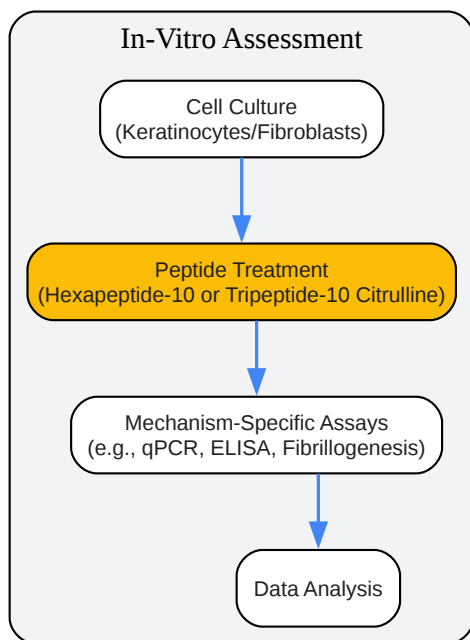 In-Vitro Assessment
Cell Culture
(Keratinocytes/Fibroblasts)
Peptide Treatment
(Hexapeptide-10 or Tripeptide-10 Citrulline)
Mechanism-Specific Assays
(e.g., qPCR, ELISA, Fibrillogenesis)
Data Analysis